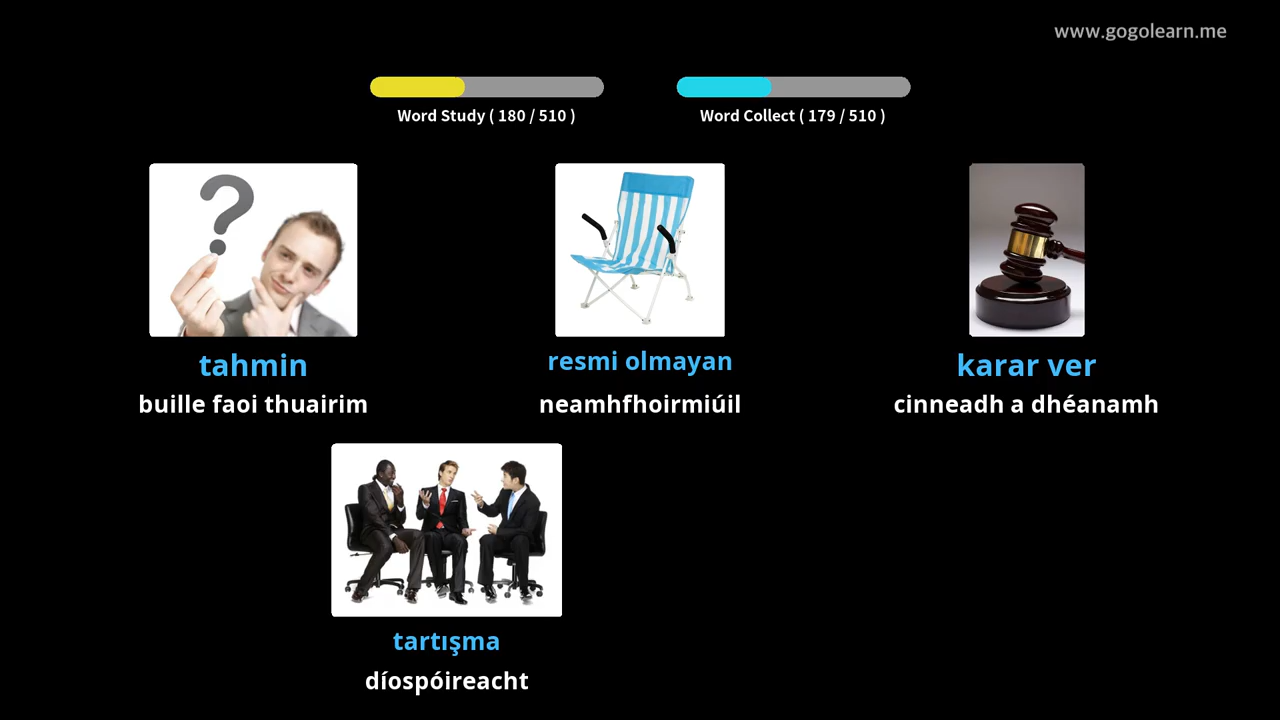 www.gogolearn.me
Word Study ( 180 / 510 )
Word Collect ( 179 / 510 )
tahmin
buille faoi thuairim
resmi olmayan
neamhfhoirmiúil
karar ver
cinneadh a dhéanamh
tartışma
díospóireacht